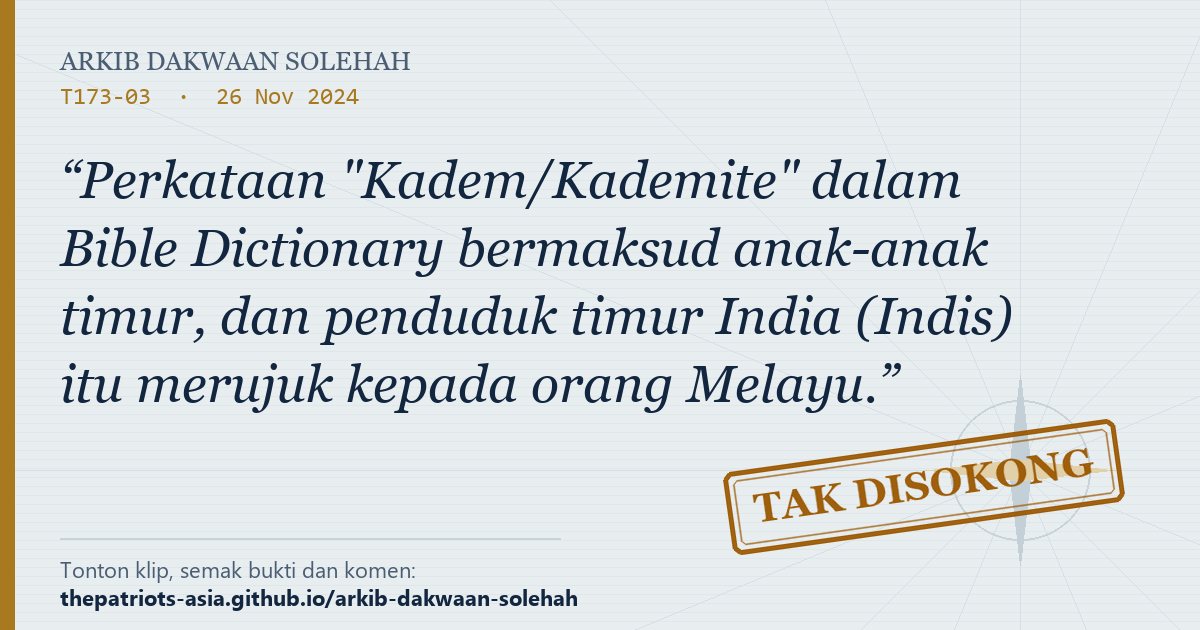 ARKIB DAKWAAN SOLEHAH
T173-03 · 26 Nov 2024
“Perkataan "Kadem/Kademite" dalam
Bible Dictionary bermaksud anak-anak
timur, dan penduduk timur India (Indis)
itu merujuk kepada orang Melayu.”
TAK DISOKONG
Tonton klip, semak bukti dan komen:
thepatriots-asia.github.io/arkib-dakwaan-solehah